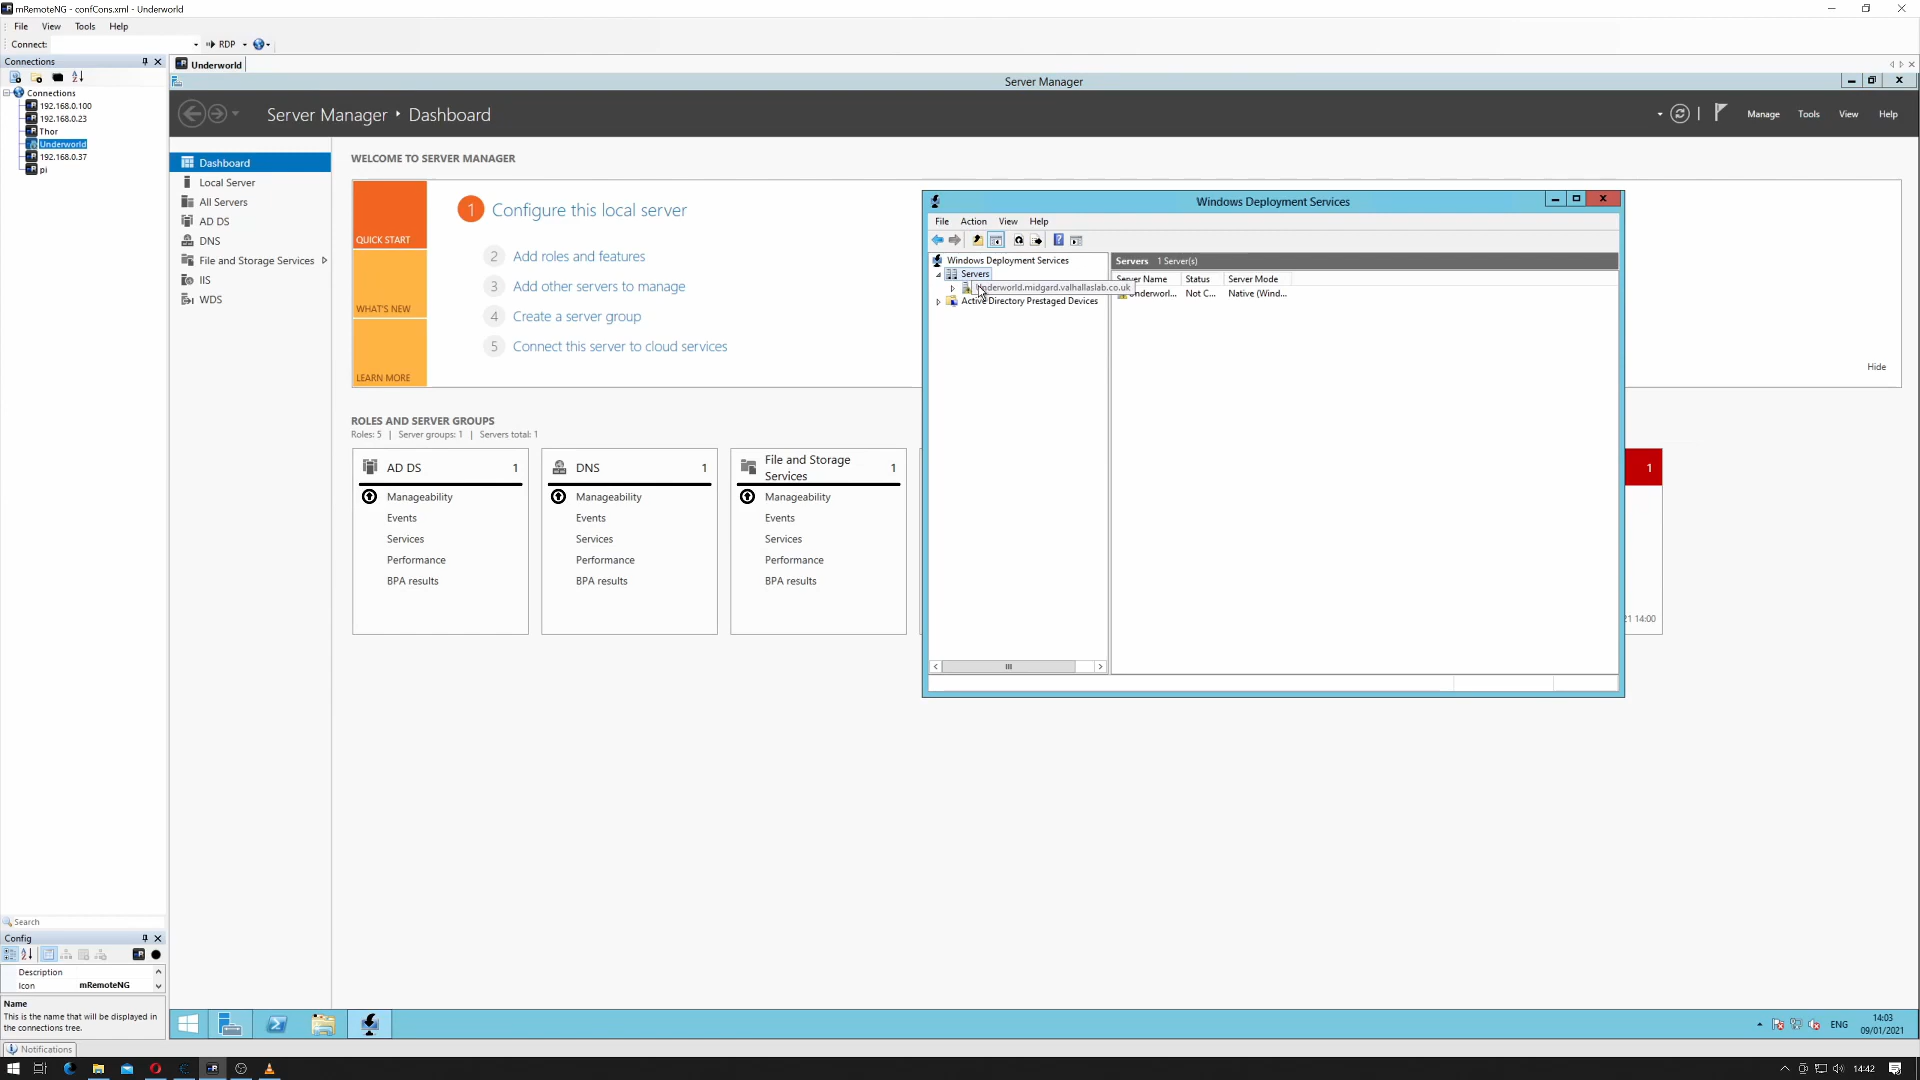 mRemoteNG - confCons.xml - Underworld
File View Tools Help
Connect: RDP
Connections
Underworld
Connections
192.168.0.100
192.168.0.23
Thor
Underworld
192.168.0.37
pi
Server Manager
Server Manager • Dashboard
Manage Tools View Help
Dashboard
Local Server
All Servers
AD DS
DNS
File and Storage Services
IIS
WDS
WELCOME TO SERVER MANAGER
QUICK START
WHAT'S NEW
LEARN MORE
1 Configure this local server
2 Add roles and features
3 Add other servers to manage
4 Create a server group
5 Connect this server to cloud services
Hide
ROLES AND SERVER GROUPS
Roles: 5 | Server groups: 1 | Servers total: 1
AD DS 1
Manageability
Events
Services
Performance
BPA results
DNS 1
Manageability
Events
Services
Performance
BPA results
File and Storage
Services 1
Manageability
Events
Services
Performance
BPA results
1
21 14:00
Windows Deployment Services
File Action View Help
Windows Deployment Services
Servers
Underworld.midgard.valhallaslab.co.uk
Active Directory Prestaged Devices
Servers 1 Server(s)
Server Name Status Server Mode
Underworl... Not C... Native (Wind...
Search
Config
Description
Icon mRemoteNG
Name
This is the name that will be displayed in
the connections tree.
Notifications
ENG
14:03
09/01/2021
14:42